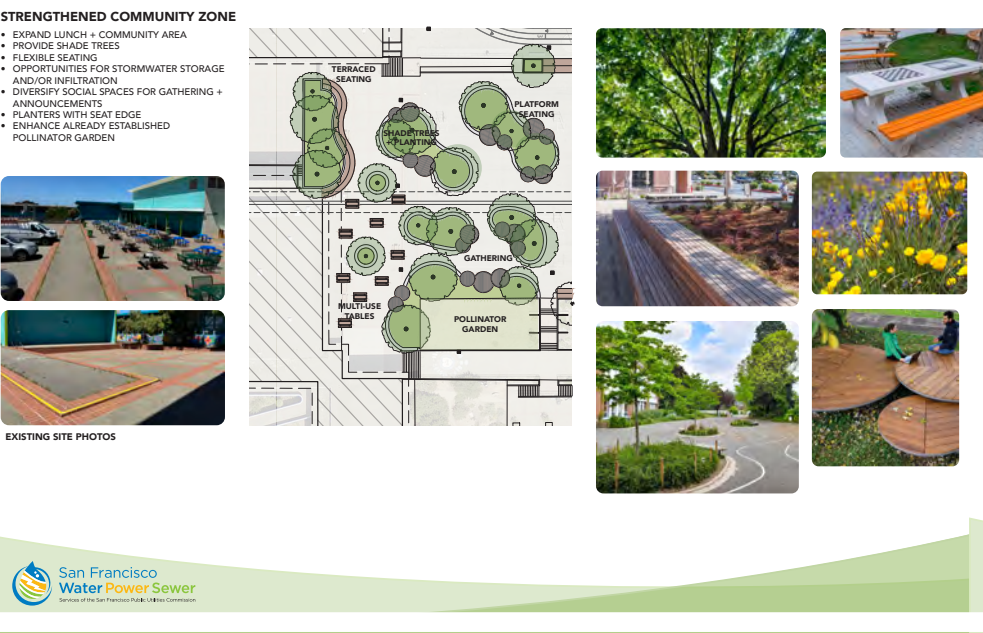 STRENGTHENED COMMUNITY ZONE
• EXPAND LUNCH + COMMUNITY AREA
• PROVIDE SHADE TREES
• FLEXIBLE SEATING
• OPPORTUNITIES FOR STORMWATER STORAGE
AND/OR INFILTRATION
• DIVERSIFY SOCIAL SPACES FOR GATHERING +
ANNOUNCEMENTS
• PLANTERS WITH SEAT EDGE
• ENHANCE ALREADY ESTABLISHED
POLLINATOR GARDEN
EXISTING SITE PHOTOS
TERRACED
SEATING
PLATFORM
SEATING
SHADE TREES
+ PLANTING
GATHERING
MULTI-USE
TABLES
POLLINATOR
GARDEN
San Francisco
Water Power Sewer
Services of the San Francisco Public Utilities Commission